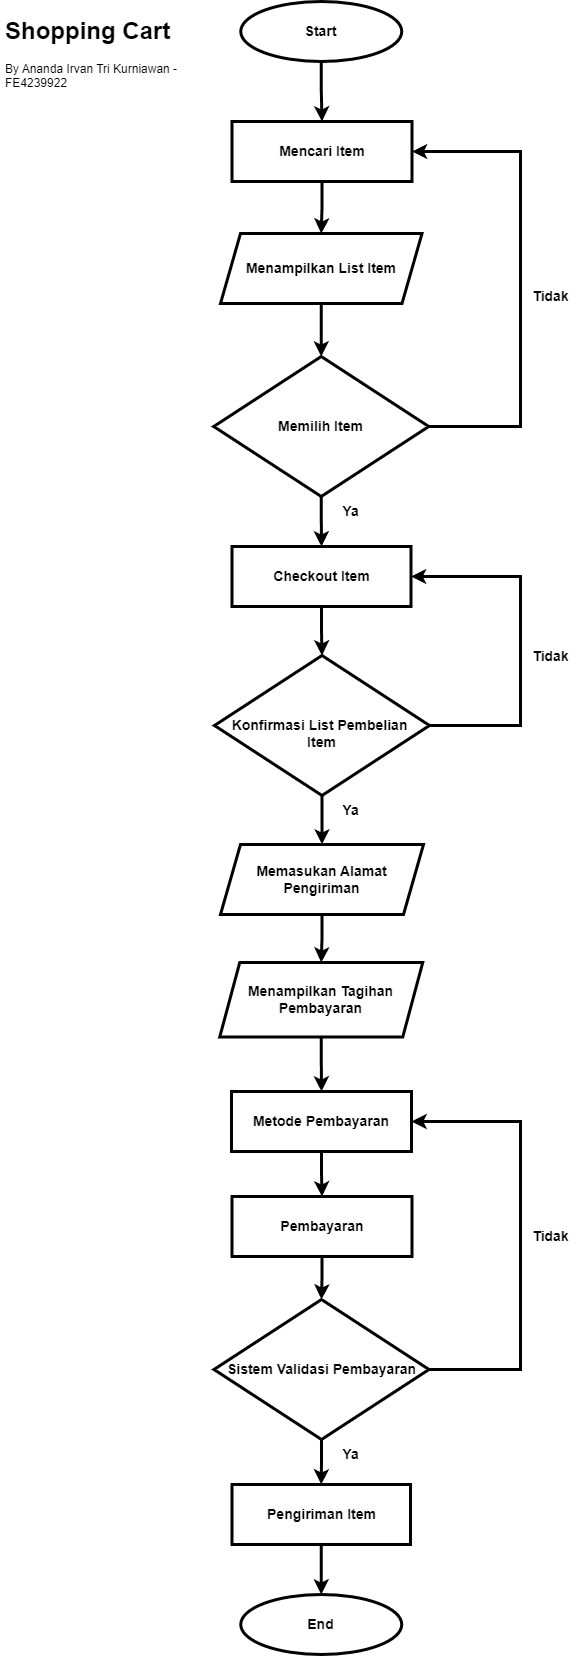 Shopping Cart
By Ananda Irvan Tri Kurniawan -
FE4239922
Start
Mencari Item
Menampilkan List Item
Tidak
Memilih Item
Ya
Checkout Item
Tidak
Konfirmasi List Pembelian
Item
Ya
Memasukan Alamat
Pengiriman
Menampilkan Tagihan
Pembayaran
Metode Pembayaran
Pembayaran
Tidak
Sistem Validasi Pembayaran
Ya
Pengiriman Item
End